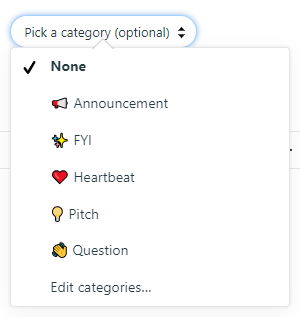 Pick a category (optional)
None
Announcement
FYI
Heartbeat
Pitch
Question
Edit categories...